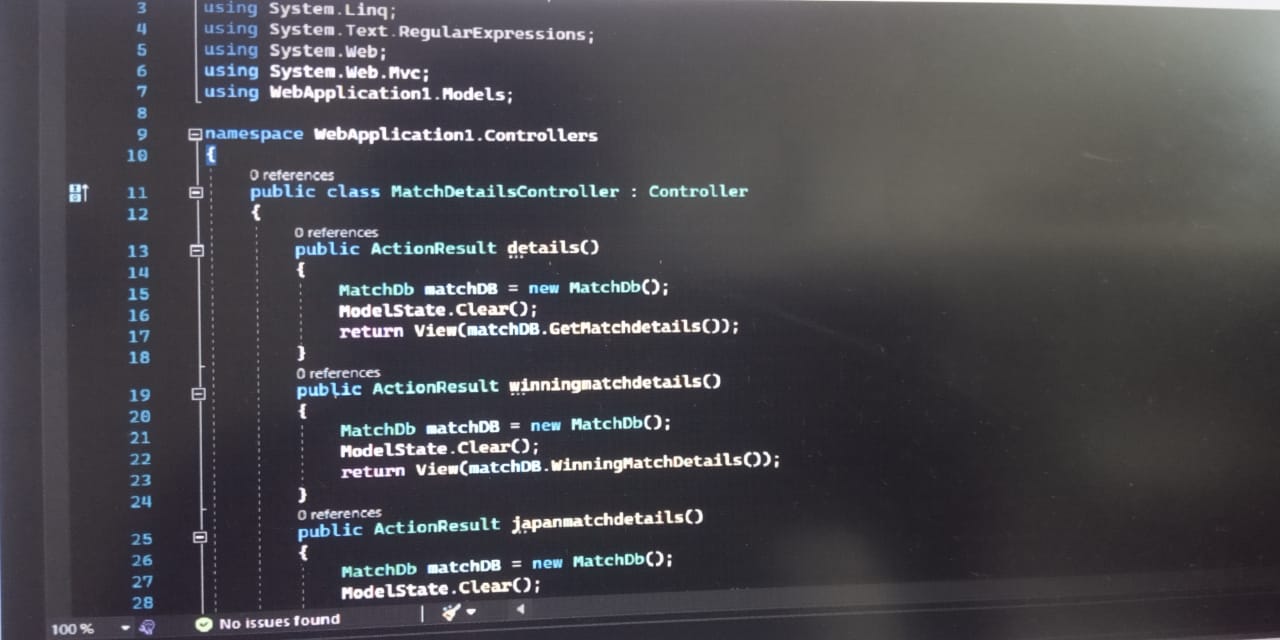 3 using System.Linq;
4 using System.Text.RegularExpressions;
5 using System.Web;
6 using System.Web.Mvc;
7 using WebApplication1.Models;
8
9 namespace WebApplication1.Controllers
10 {
0 references
11 public class MatchDetailsController : Controller
12 {
0 references
13 public ActionResult details()
14 {
15 MatchDb matchDB = new MatchDb();
16 ModelState.Clear();
17 return View(matchDB.GetMatchdetails());
18 }
0 references
19 public ActionResult winningmatchdetails()
20 {
21 MatchDb matchDB = new MatchDb();
22 ModelState.Clear();
23 return View(matchDB.WinningMatchDetails());
24 }
0 references
25 public ActionResult japanmatchdetails()
26 {
27 MatchDb matchDB = new MatchDb();
28 ModelState.Clear();
100 % No issues found